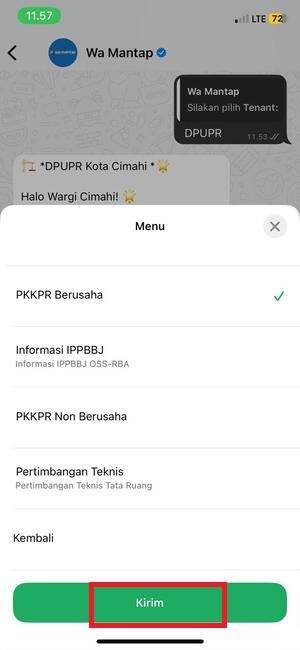 11.57
LTE 72
Wa Mantap
Wa Mantap
Silakan pilih Tenant:
DPUPR
11.53
*DPUPR Kota Cimahi *
Halo Wargi Cimahi!
Menu
PKKPR Berusaha
Informasi IPPBBJ
Informasi IPPBBJ OSS-RBA
PKKPR Non Berusaha
Pertimbangan Teknis
Pertimbangan Teknis Tata Ruang
Kembali
Kirim